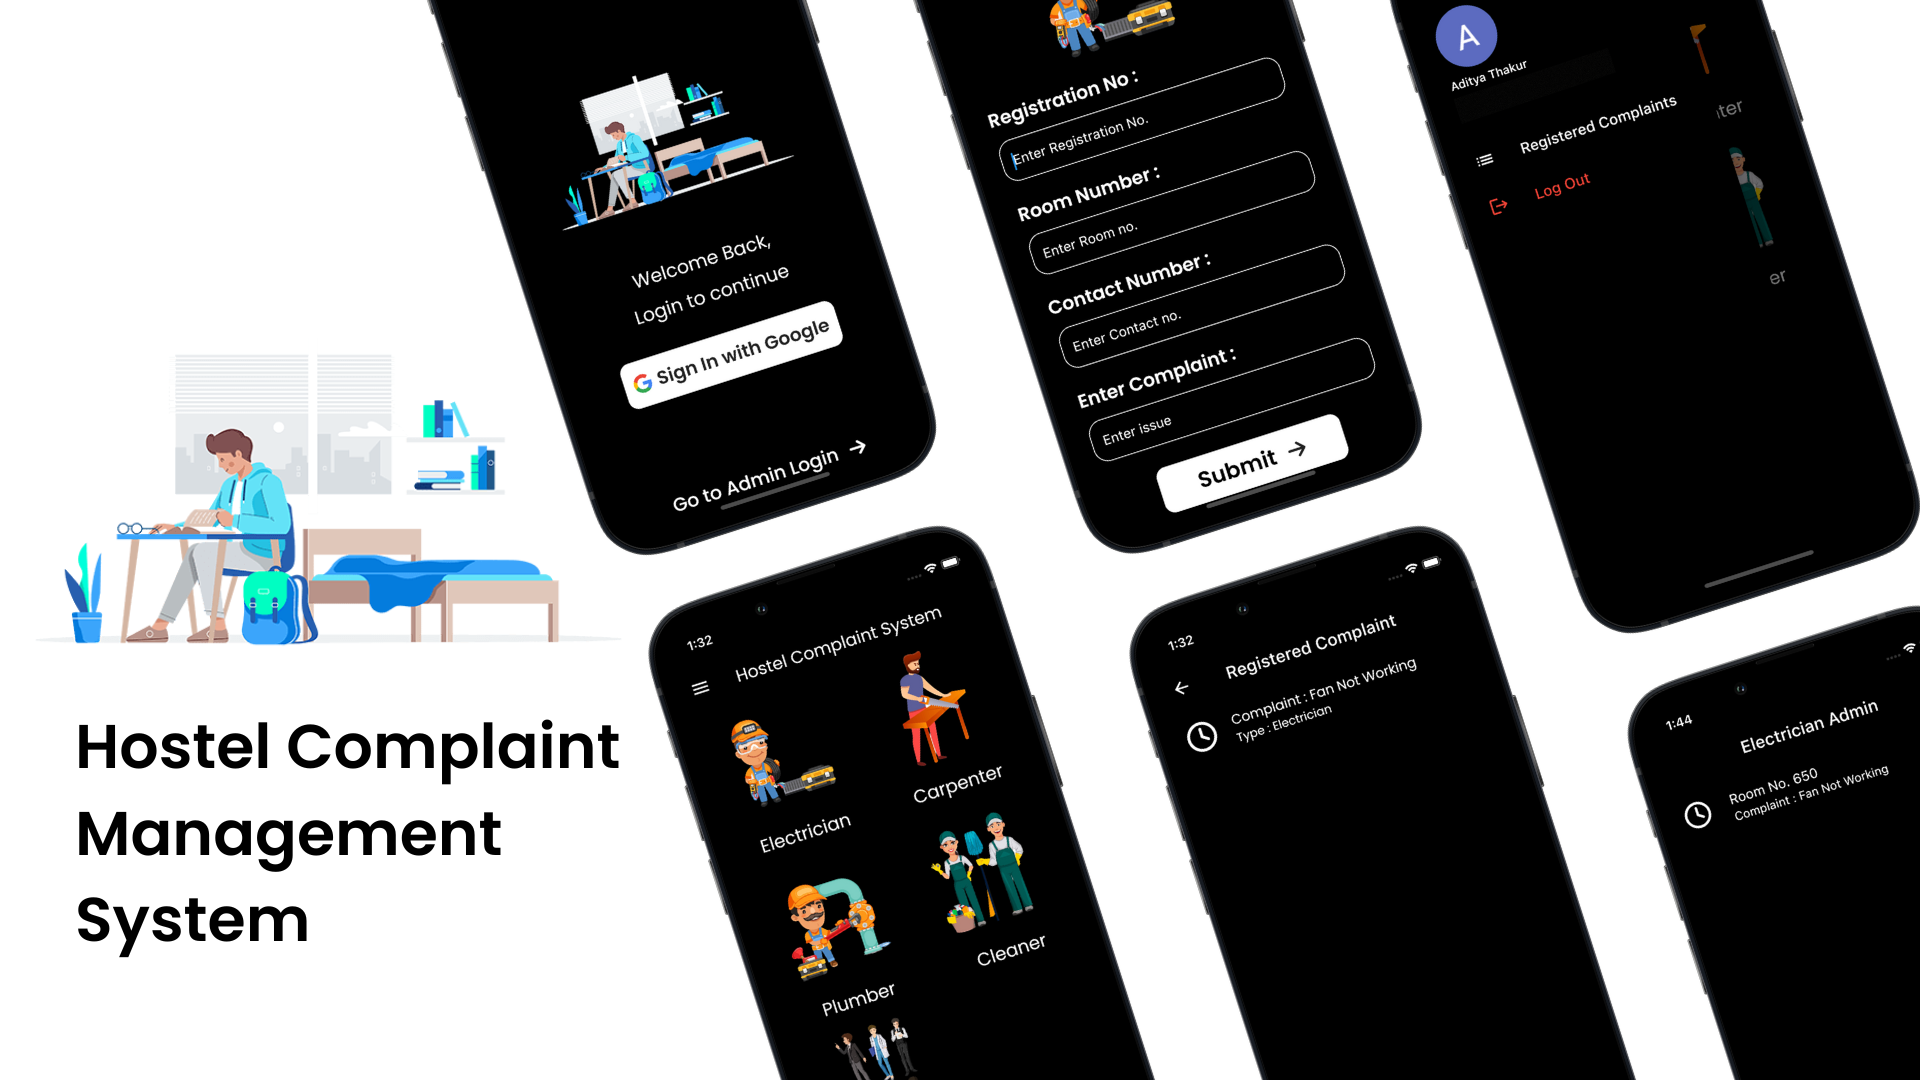 Hostel Complaint
Management
System
Welcome Back,
Login to continue
Sign In with Google
Go to Admin Login
Registration No :
Enter Registration No.
Room Number :
Enter Room no.
Contact Number :
Enter Contact no.
Enter Complaint :
Enter issue
Submit
A
Aditya Thakur
Registered Complaints
Log Out
ter
er
1:32
Hostel Complaint System
Electrician
Carpenter
Plumber
Cleaner
1:32
Registered Complaint
Complaint : Fan Not Working
Type : Electrician
1:44
Electrician Admin
Room No. 650
Complaint : Fan Not Working